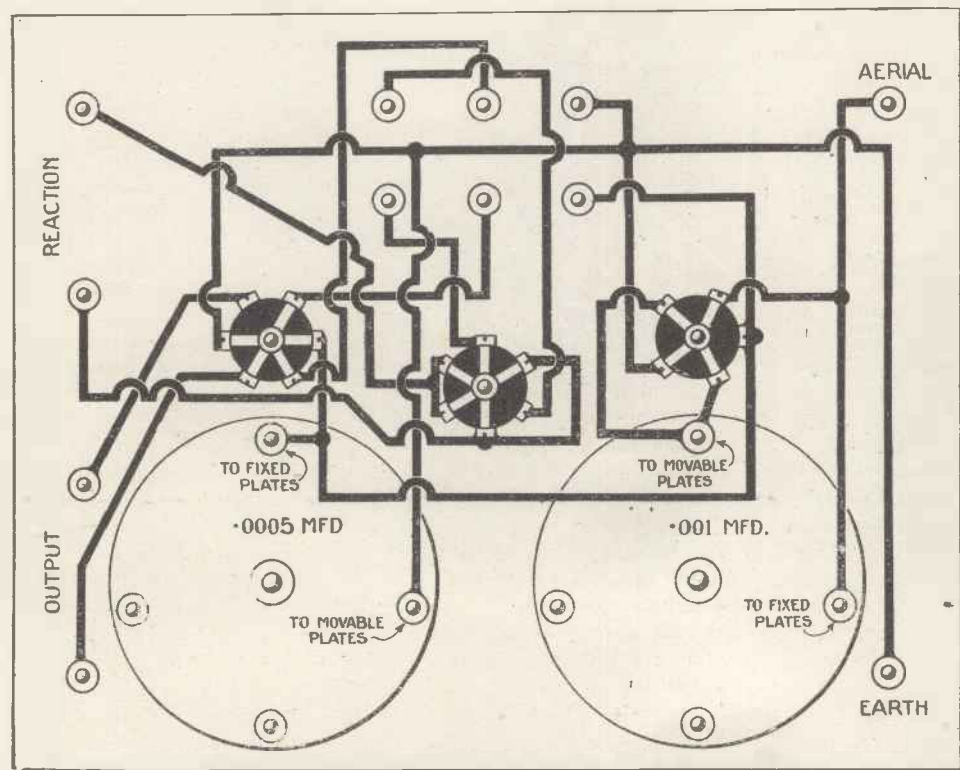 AERIAL
REACTION
TO FIXED
PLATES
TO MOVABLE
PLATES
·0005 MFD
·001 MFD.
OUTPUT
TO MOVABLE
PLATES
TO FIXED
PLATES
EARTH